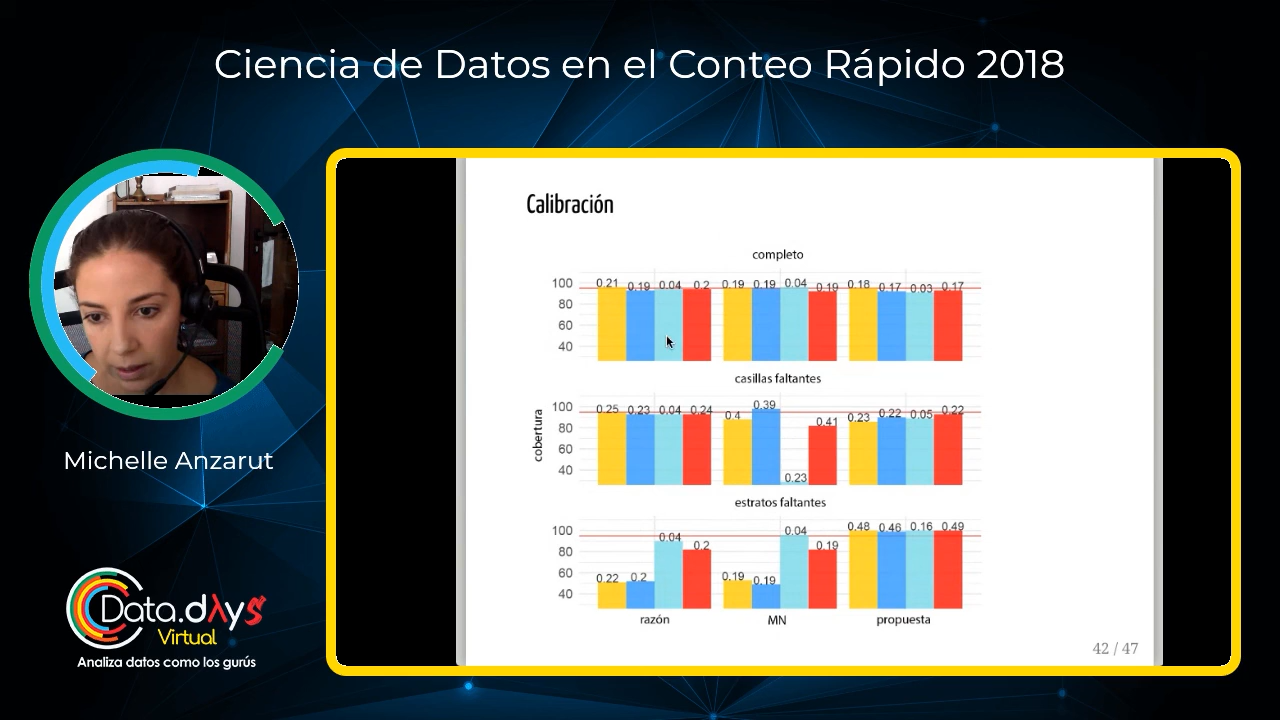 Ciencia de Datos en el Conteo Rápido 2018
Michelle Anzarut
Data.dAys
Virtual
Analiza datos como los gurús
Calibración
completo
100
80
60
40
0.21 0.19 0.04 0.2 0.19 0.19 0.04 0.19 0.18 0.17 0.03 0.17
casillas faltantes
cobertura
100
80
60
40
0.25 0.23 0.04 0.24 0.4 0.39 0.23 0.41 0.23 0.22 0.05 0.22
estratos faltantes
100
80
60
40
0.22 0.2 0.04 0.2 0.19 0.19 0.04 0.19 0.48 0.46 0.16 0.49
razón MN propuesta
42 / 47